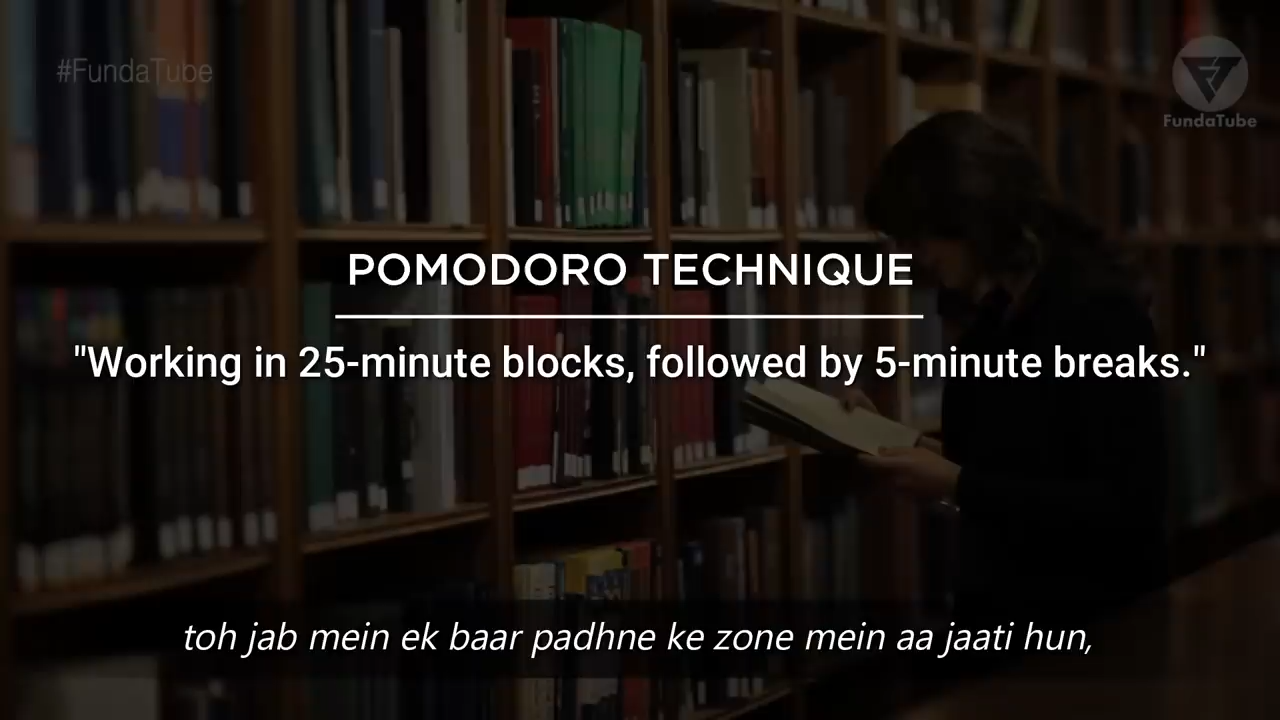 #FundaTube
FundaTube
POMODORO TECHNIQUE
"Working in 25-minute blocks, followed by 5-minute breaks."
toh jab mein ek baar padhne ke zone mein aa jaati hun,